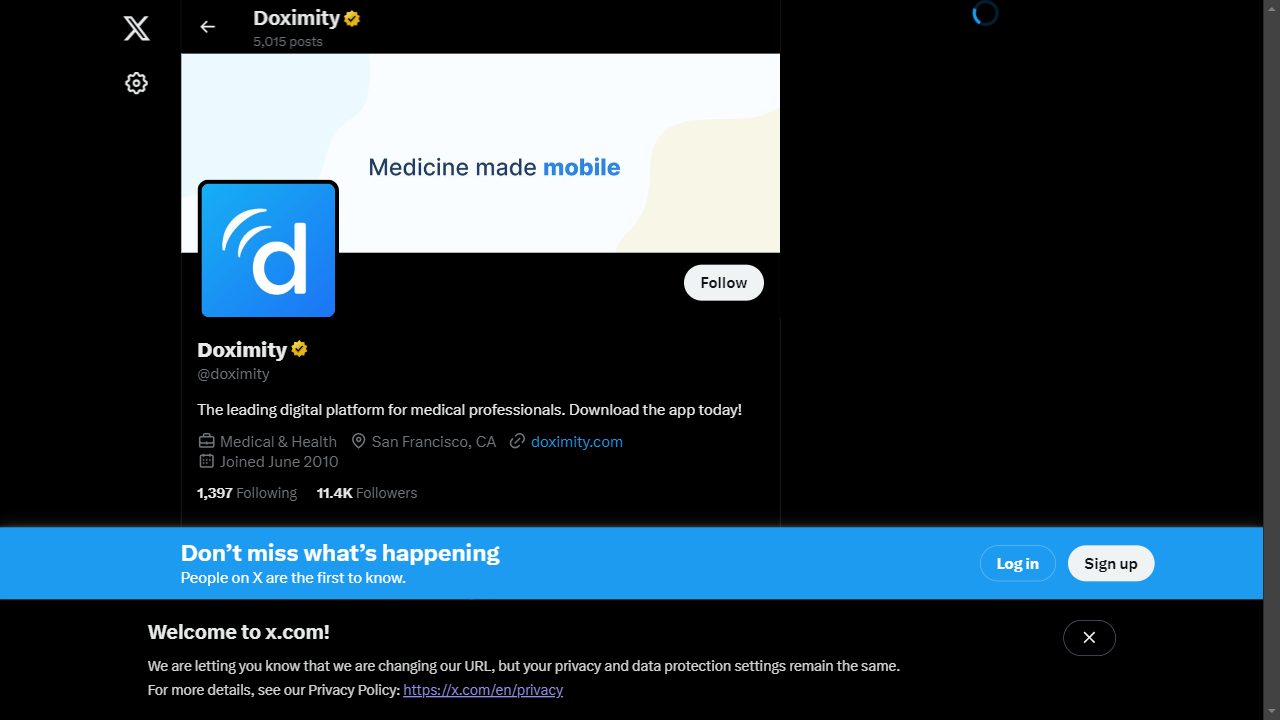 Doximity
5,015 posts
Medicine made mobile
d
Follow
Doximity
@doximity
The leading digital platform for medical professionals. Download the app today!
Medical & Health San Francisco, CA doximity.com
Joined June 2010
1,397 Following 11.4K Followers
Don’t miss what’s happening
People on X are the first to know.
Log in
Sign up
Welcome to x.com!
We are letting you know that we are changing our URL, but your privacy and data protection settings remain the same.
For more details, see our Privacy Policy: https://x.com/en/privacy